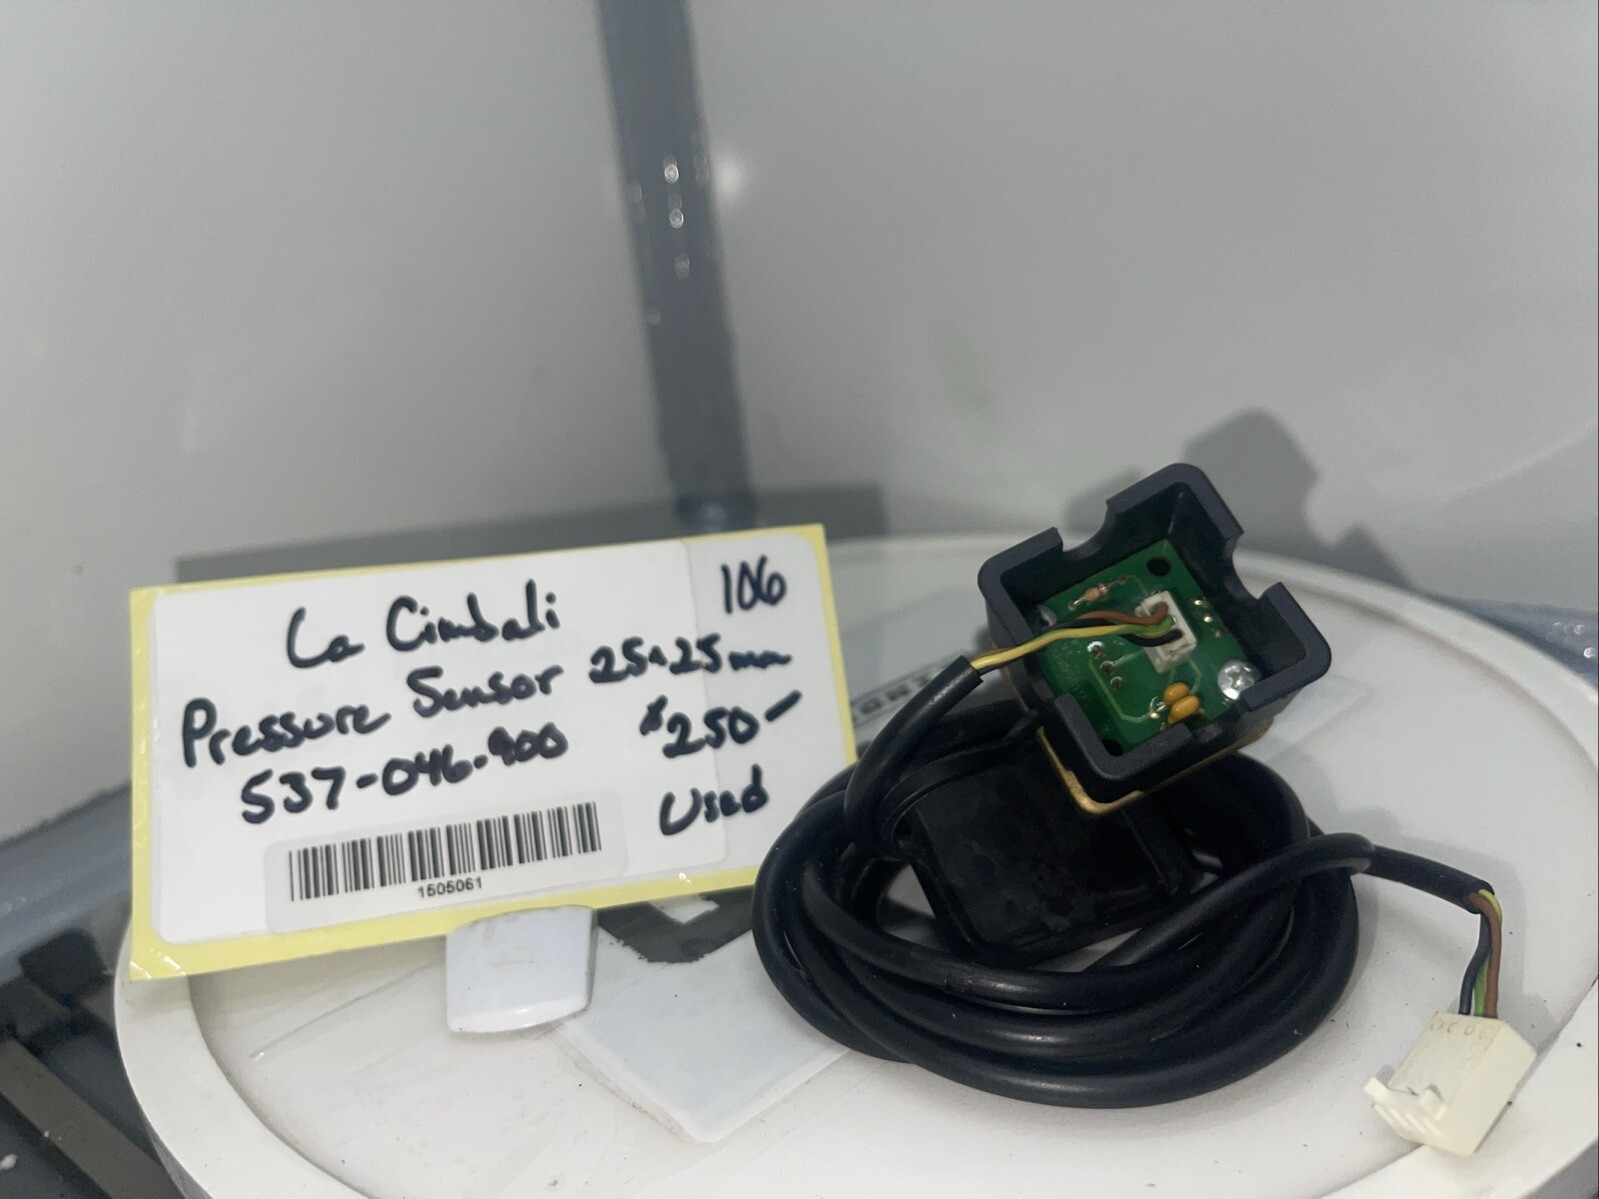 La Cimbali 106
Pressure Sensor 25x25mm
537-046-900 $250-
Used
1505061